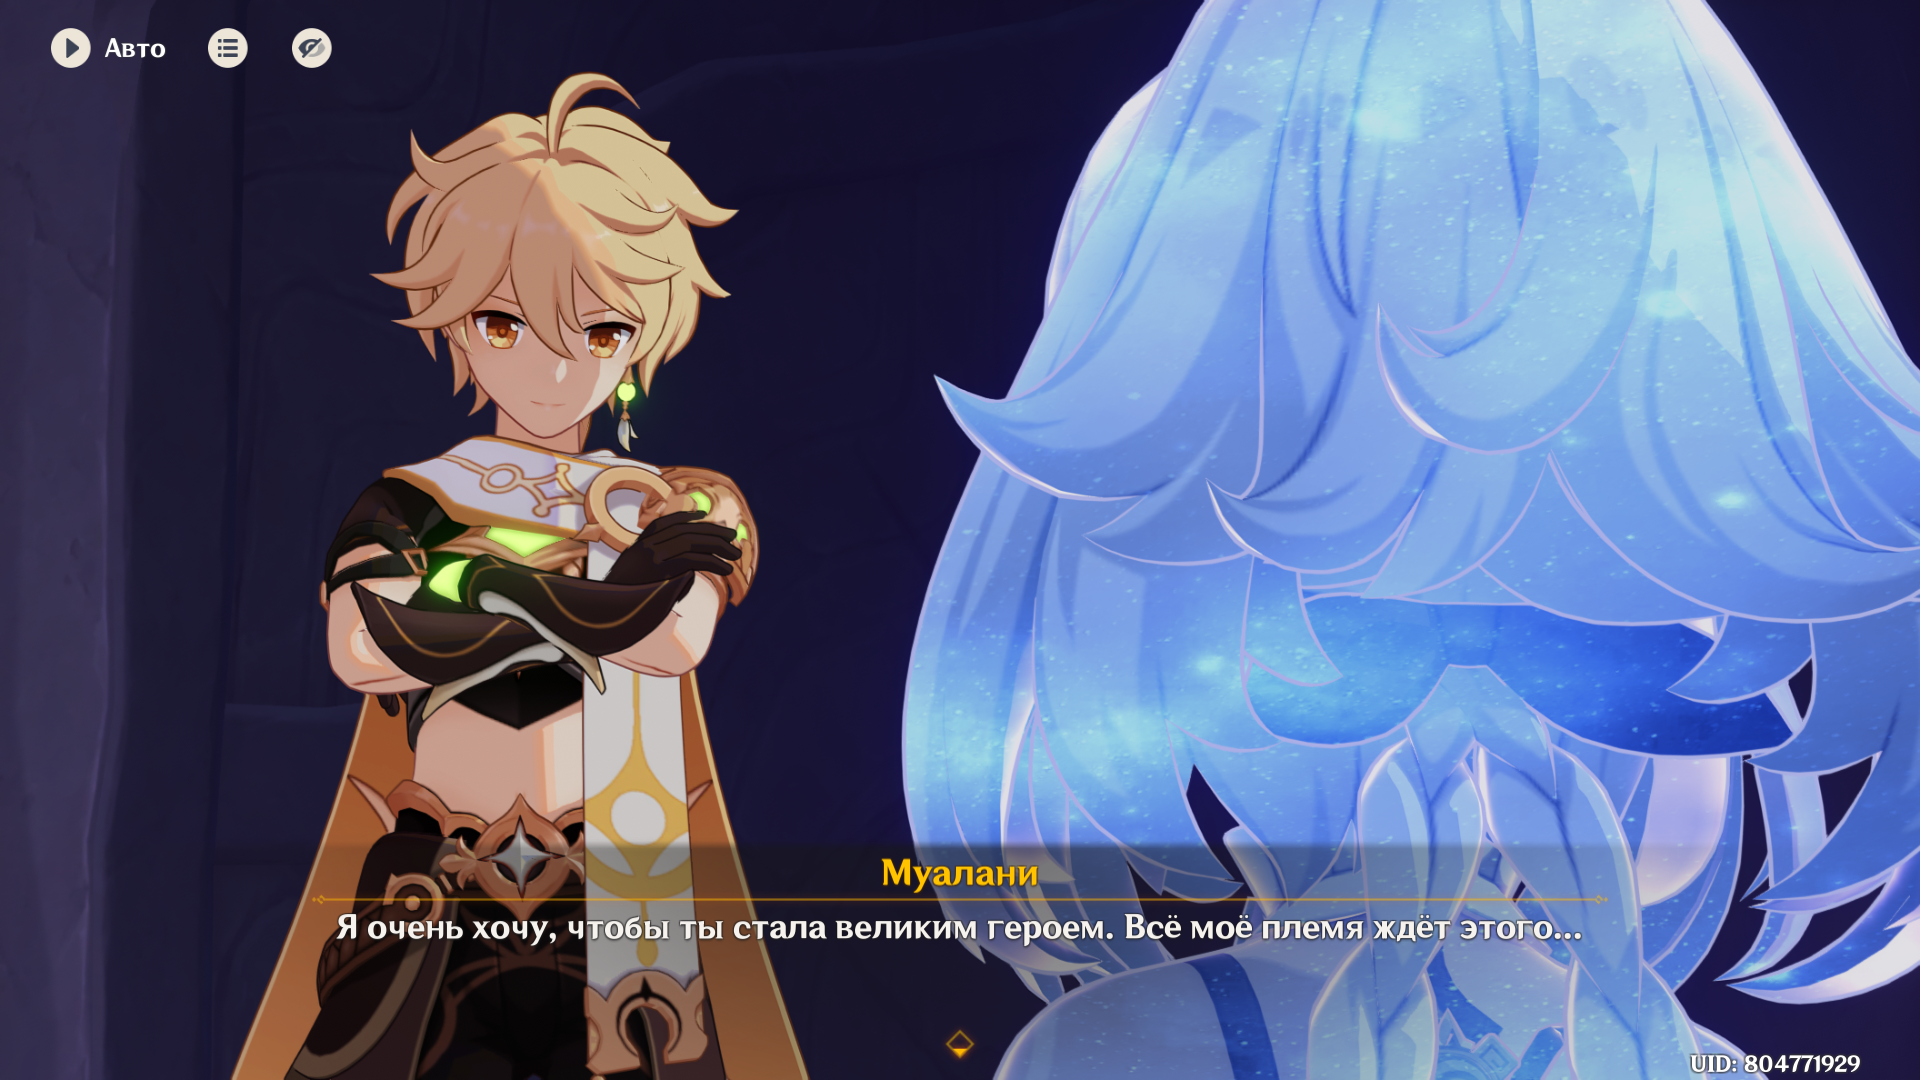 Авто
Муалани
Я очень хочу, чтобы ты стала великим героем. Всё моё племя ждёт этого...
UID: 804771929